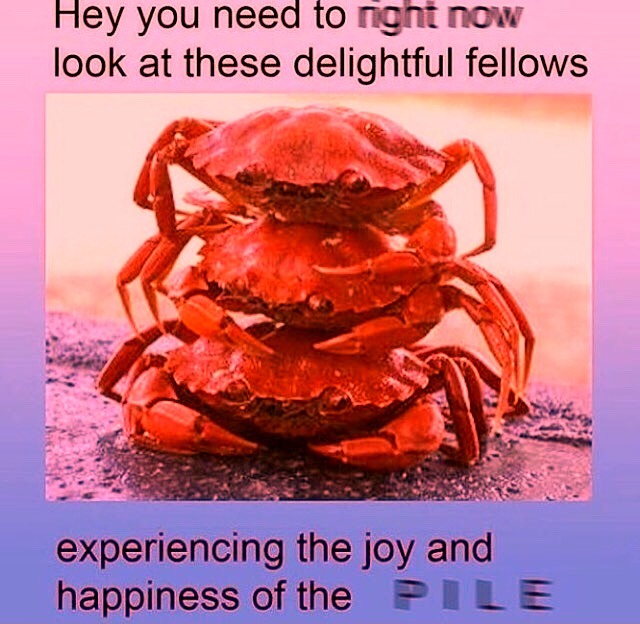 Hey you need to right now
look at these delightful fellows
experiencing the joy and
happiness of the PILE